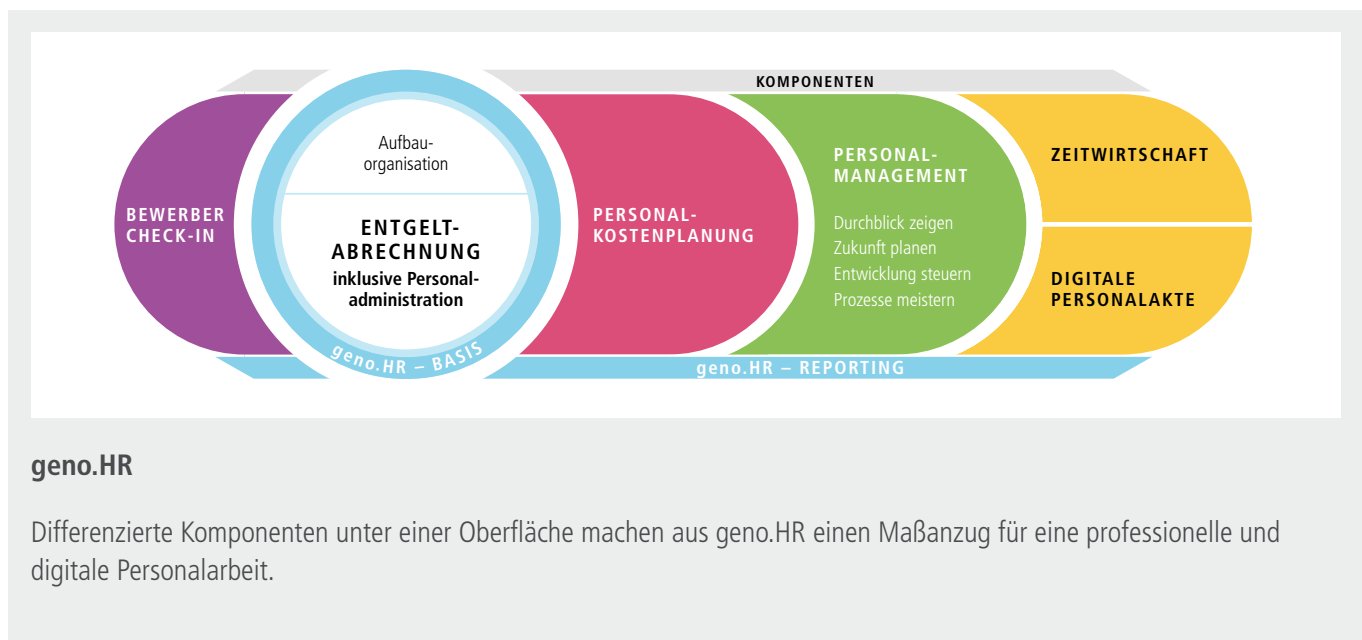 KOMPONENTEN
BEWERBER
CHECK-IN
Aufbau-
organisation
ENTGELT-
ABRECHNUNG
inklusive Personal-
administration
geno.HR – BASIS
PERSONAL-
KOSTENPLANUNG
PERSONAL-
MANAGEMENT
Durchblick zeigen
Zukunft planen
Entwicklung steuern
Prozesse meistern
ZEITWIRTSCHAFT
DIGITALE
PERSONALAKTE
geno.HR – REPORTING
geno.HR
Differenzierte Komponenten unter einer Oberfläche machen aus geno.HR einen Maßanzug für eine professionelle und
digitale Personalarbeit.